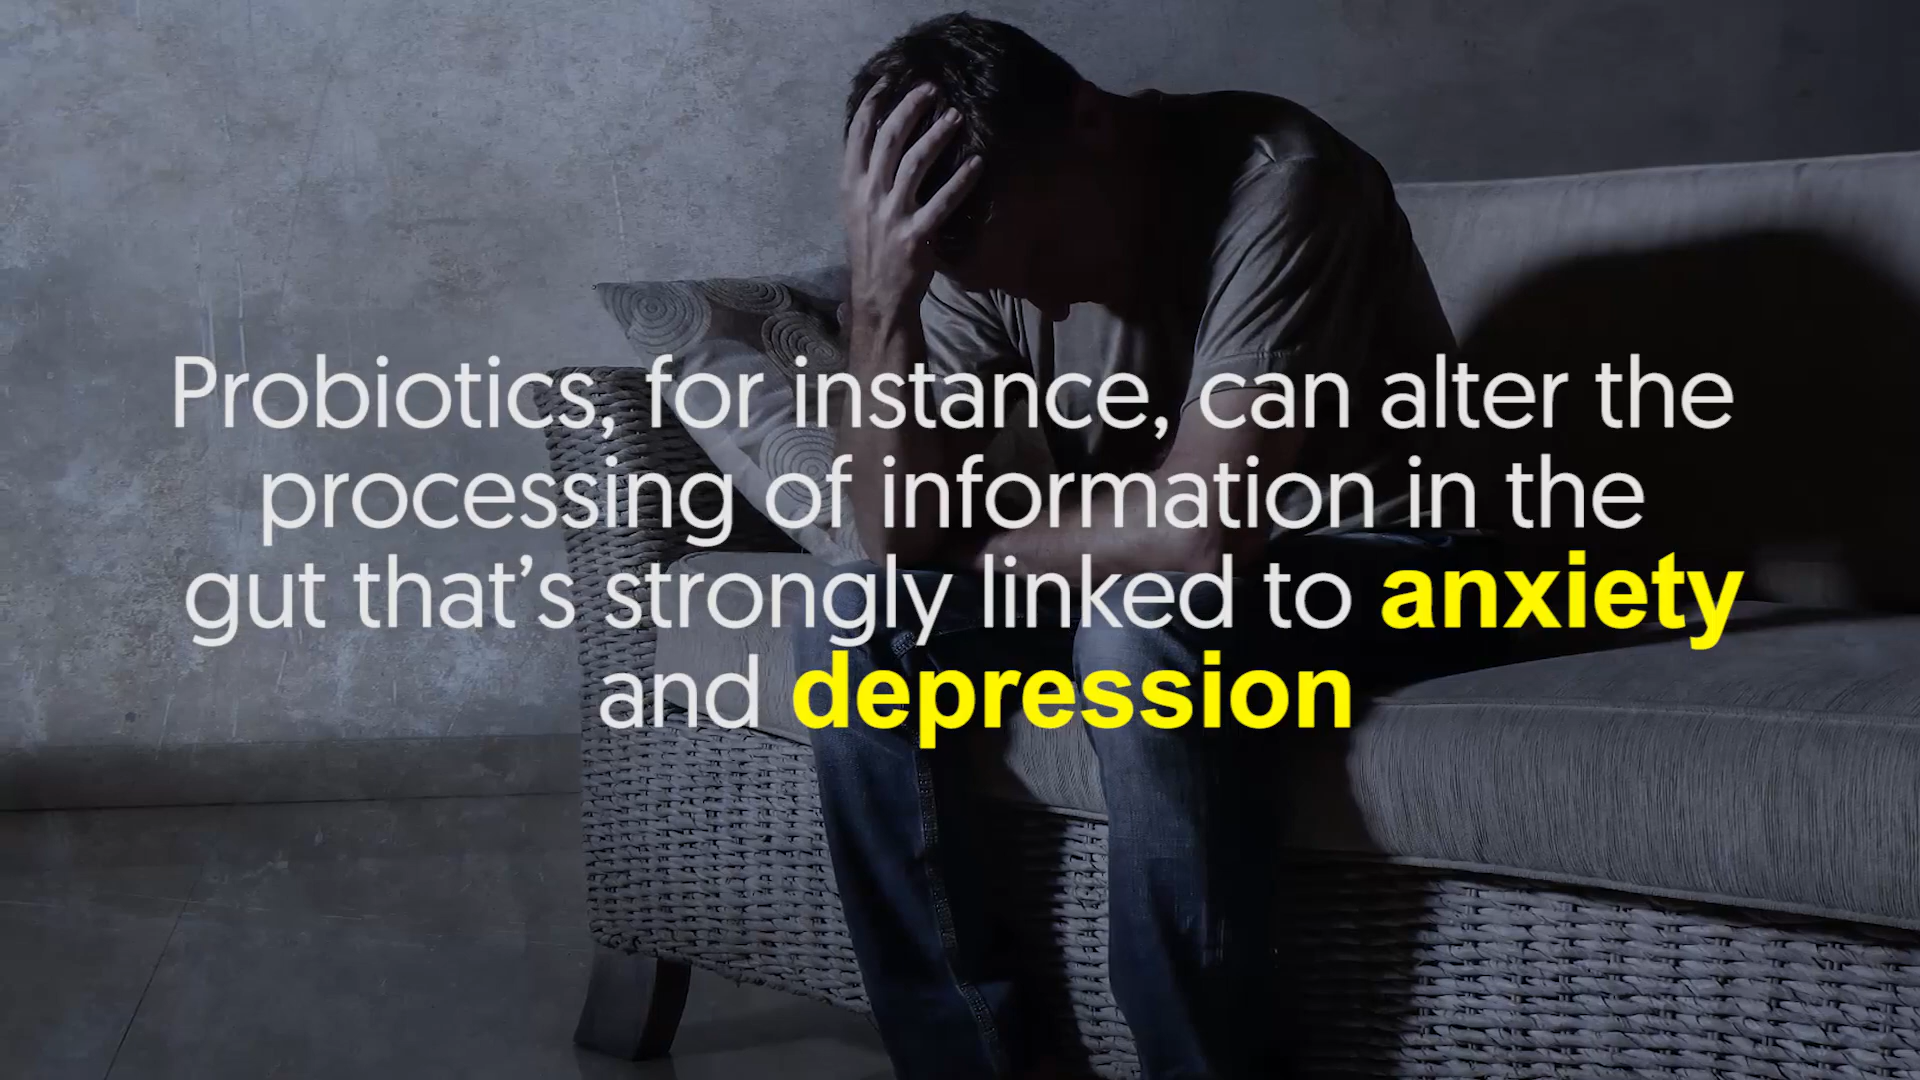 Probiotics, for instance, can alter the
processing of information in the
gut that’s strongly linked to anxiety
and depression